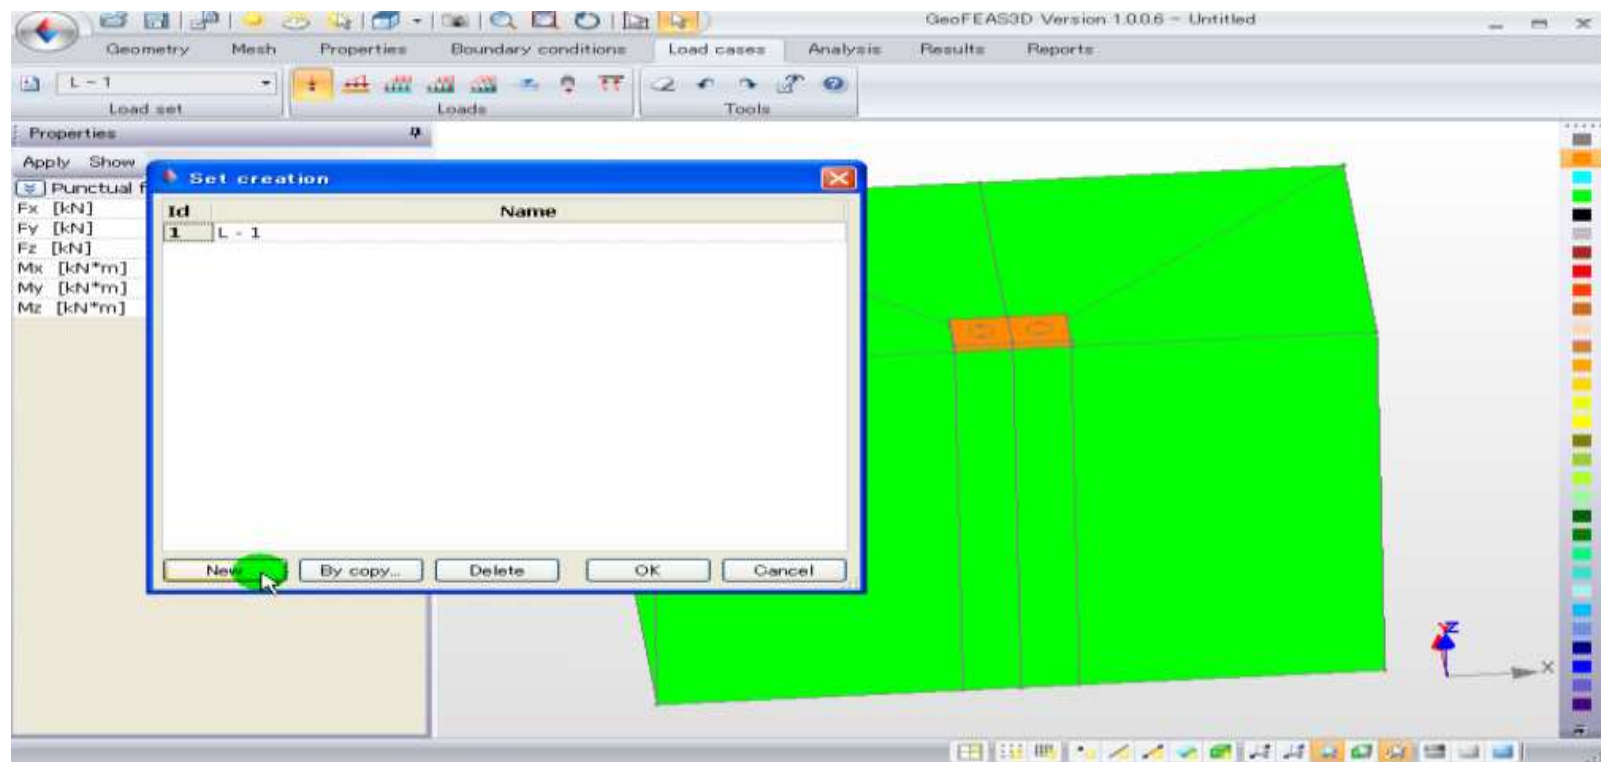 GeoFEAS3D Version 1.0.0.6 - Untitled
Geometry Mesh Properties Boundary conditions Load cases Analysis Results Reports
L - 1
Load set Loads Tools
Properties
Apply Show
Punctual f
Fx [kN]
Fy [kN]
Fz [kN]
Mx [kN*m]
My [kN*m]
Mz [kN*m]
Set creation
Id Name
1 L - 1
New... By copy... Delete OK Cancel
Z
X